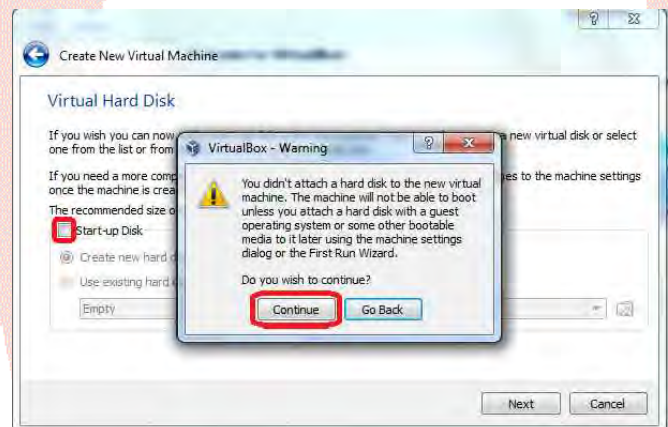 Create New Virtual Machine
Virtual Hard Disk
If you wish you can now
a new virtual disk or select
one from the list or from
If you need a more comp
es to the machine settings
once the machine is crea
The recommended size o
Start-up Disk
Create new hard d
Use existing hard
Empty
VirtualBox - Warning
You didn't attach a hard disk to the new virtual
machine. The machine will not be able to boot
unless you attach a hard disk with a guest
operating system or some other bootable
media to it later using the machine settings
dialog or the First Run Wizard.
Do you wish to continue?
Continue
Go Back
Next
Cancel